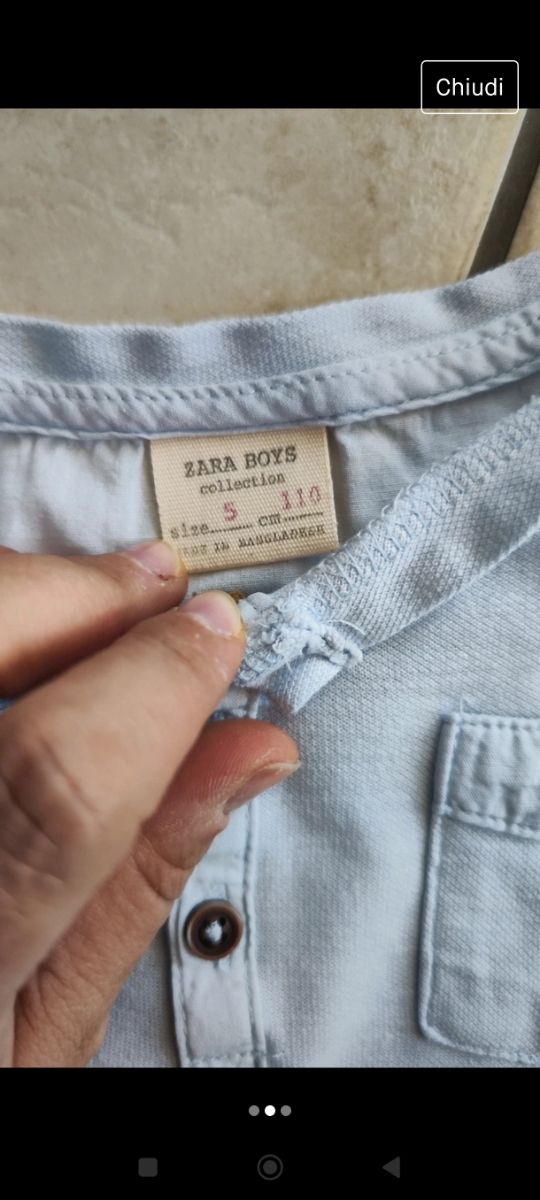 Chiudi
ZARA BOYS
collection
size........ 5 cm........ 110
MADE IN BANGLADESH